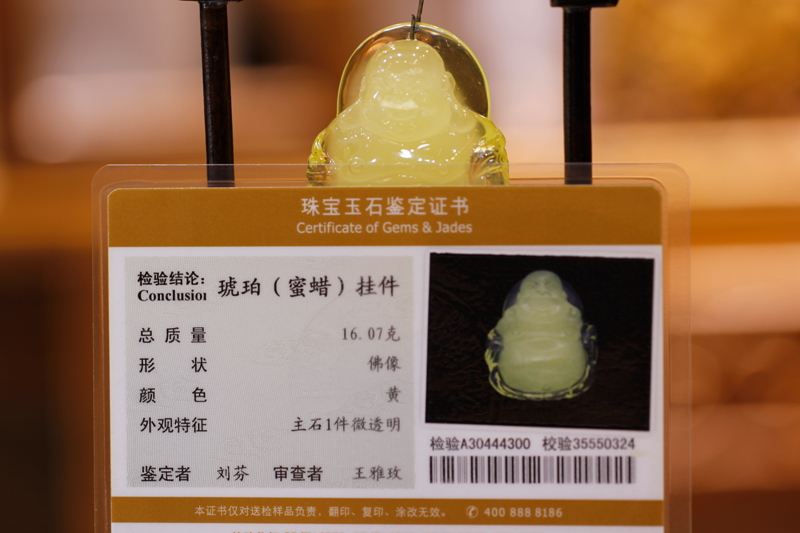 珠宝玉石鉴定证书
Certificate of Gems & Jades
检验结论: 琥珀（蜜蜡）挂件
Conclusion
总质量 16.07克
形状 佛像
颜色 黄
外观特征 主石1件微透明
鉴定者 刘芬 审查者 王雅玫
检验A30444300 校验35550324
本证书仅对送检样品负责，翻印、复印、涂改无效。 400 888 8186